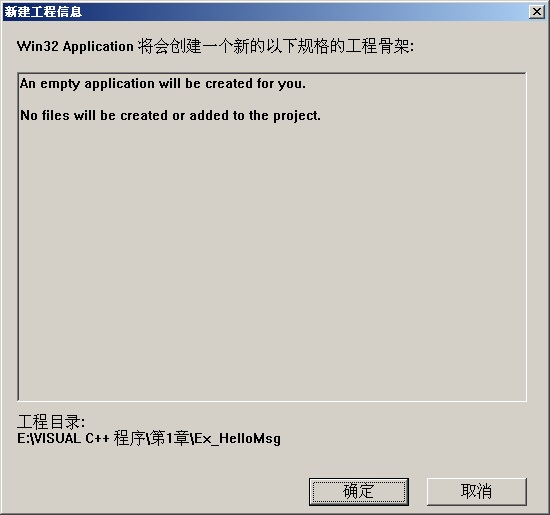 新建工程信息
Win32 Application 将会创建一个新的以下规格的工程骨架:
An empty application will be created for you.
No files will be created or added to the project.
工程目录:
E:\VISUAL C++ 程序\第1章\Ex_HelloMsg
确定 取消